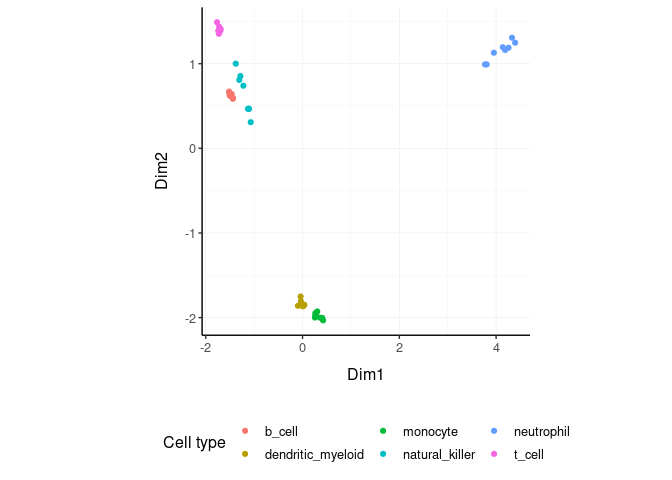 1
0
-1
-2
Dim2
-2 0 2 4
Dim1
Cell type
b_cell monocyte neutrophil
dendritic_myeloid natural_killer t_cell